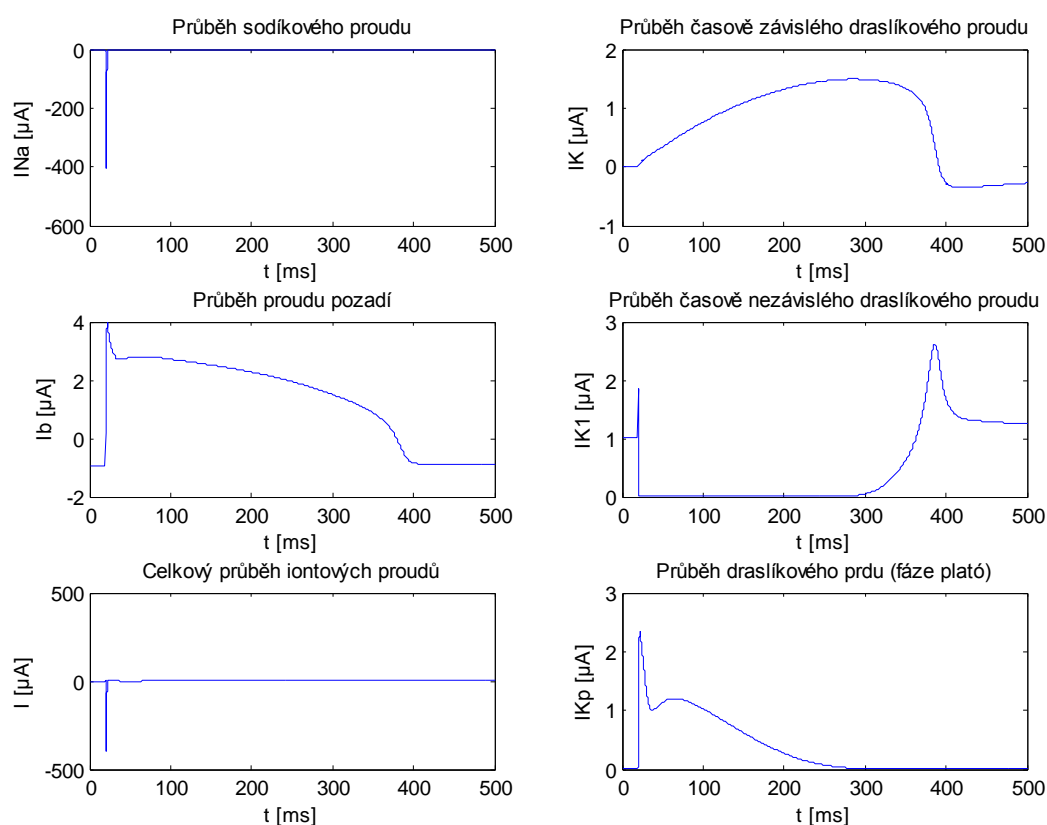 Průběh sodíkového proudu
0
-200
-400
-600
INa [µA]
0 100 200 300 400 500
t [ms]
Průběh časově závislého draslíkového proudu
2
1
0
-1
IK [µA]
0 100 200 300 400 500
t [ms]
Průběh proudu pozadí
4
2
0
-2
Ib [µA]
0 100 200 300 400 500
t [ms]
Průběh časově nezávislého draslíkového proudu
3
2
1
0
IK1 [µA]
0 100 200 300 400 500
t [ms]
Celkový průběh iontových proudů
500
0
-500
I [µA]
0 100 200 300 400 500
t [ms]
Průběh draslíkového prdu (fáze plató)
3
2
1
0
IKp [µA]
0 100 200 300 400 500
t [ms]